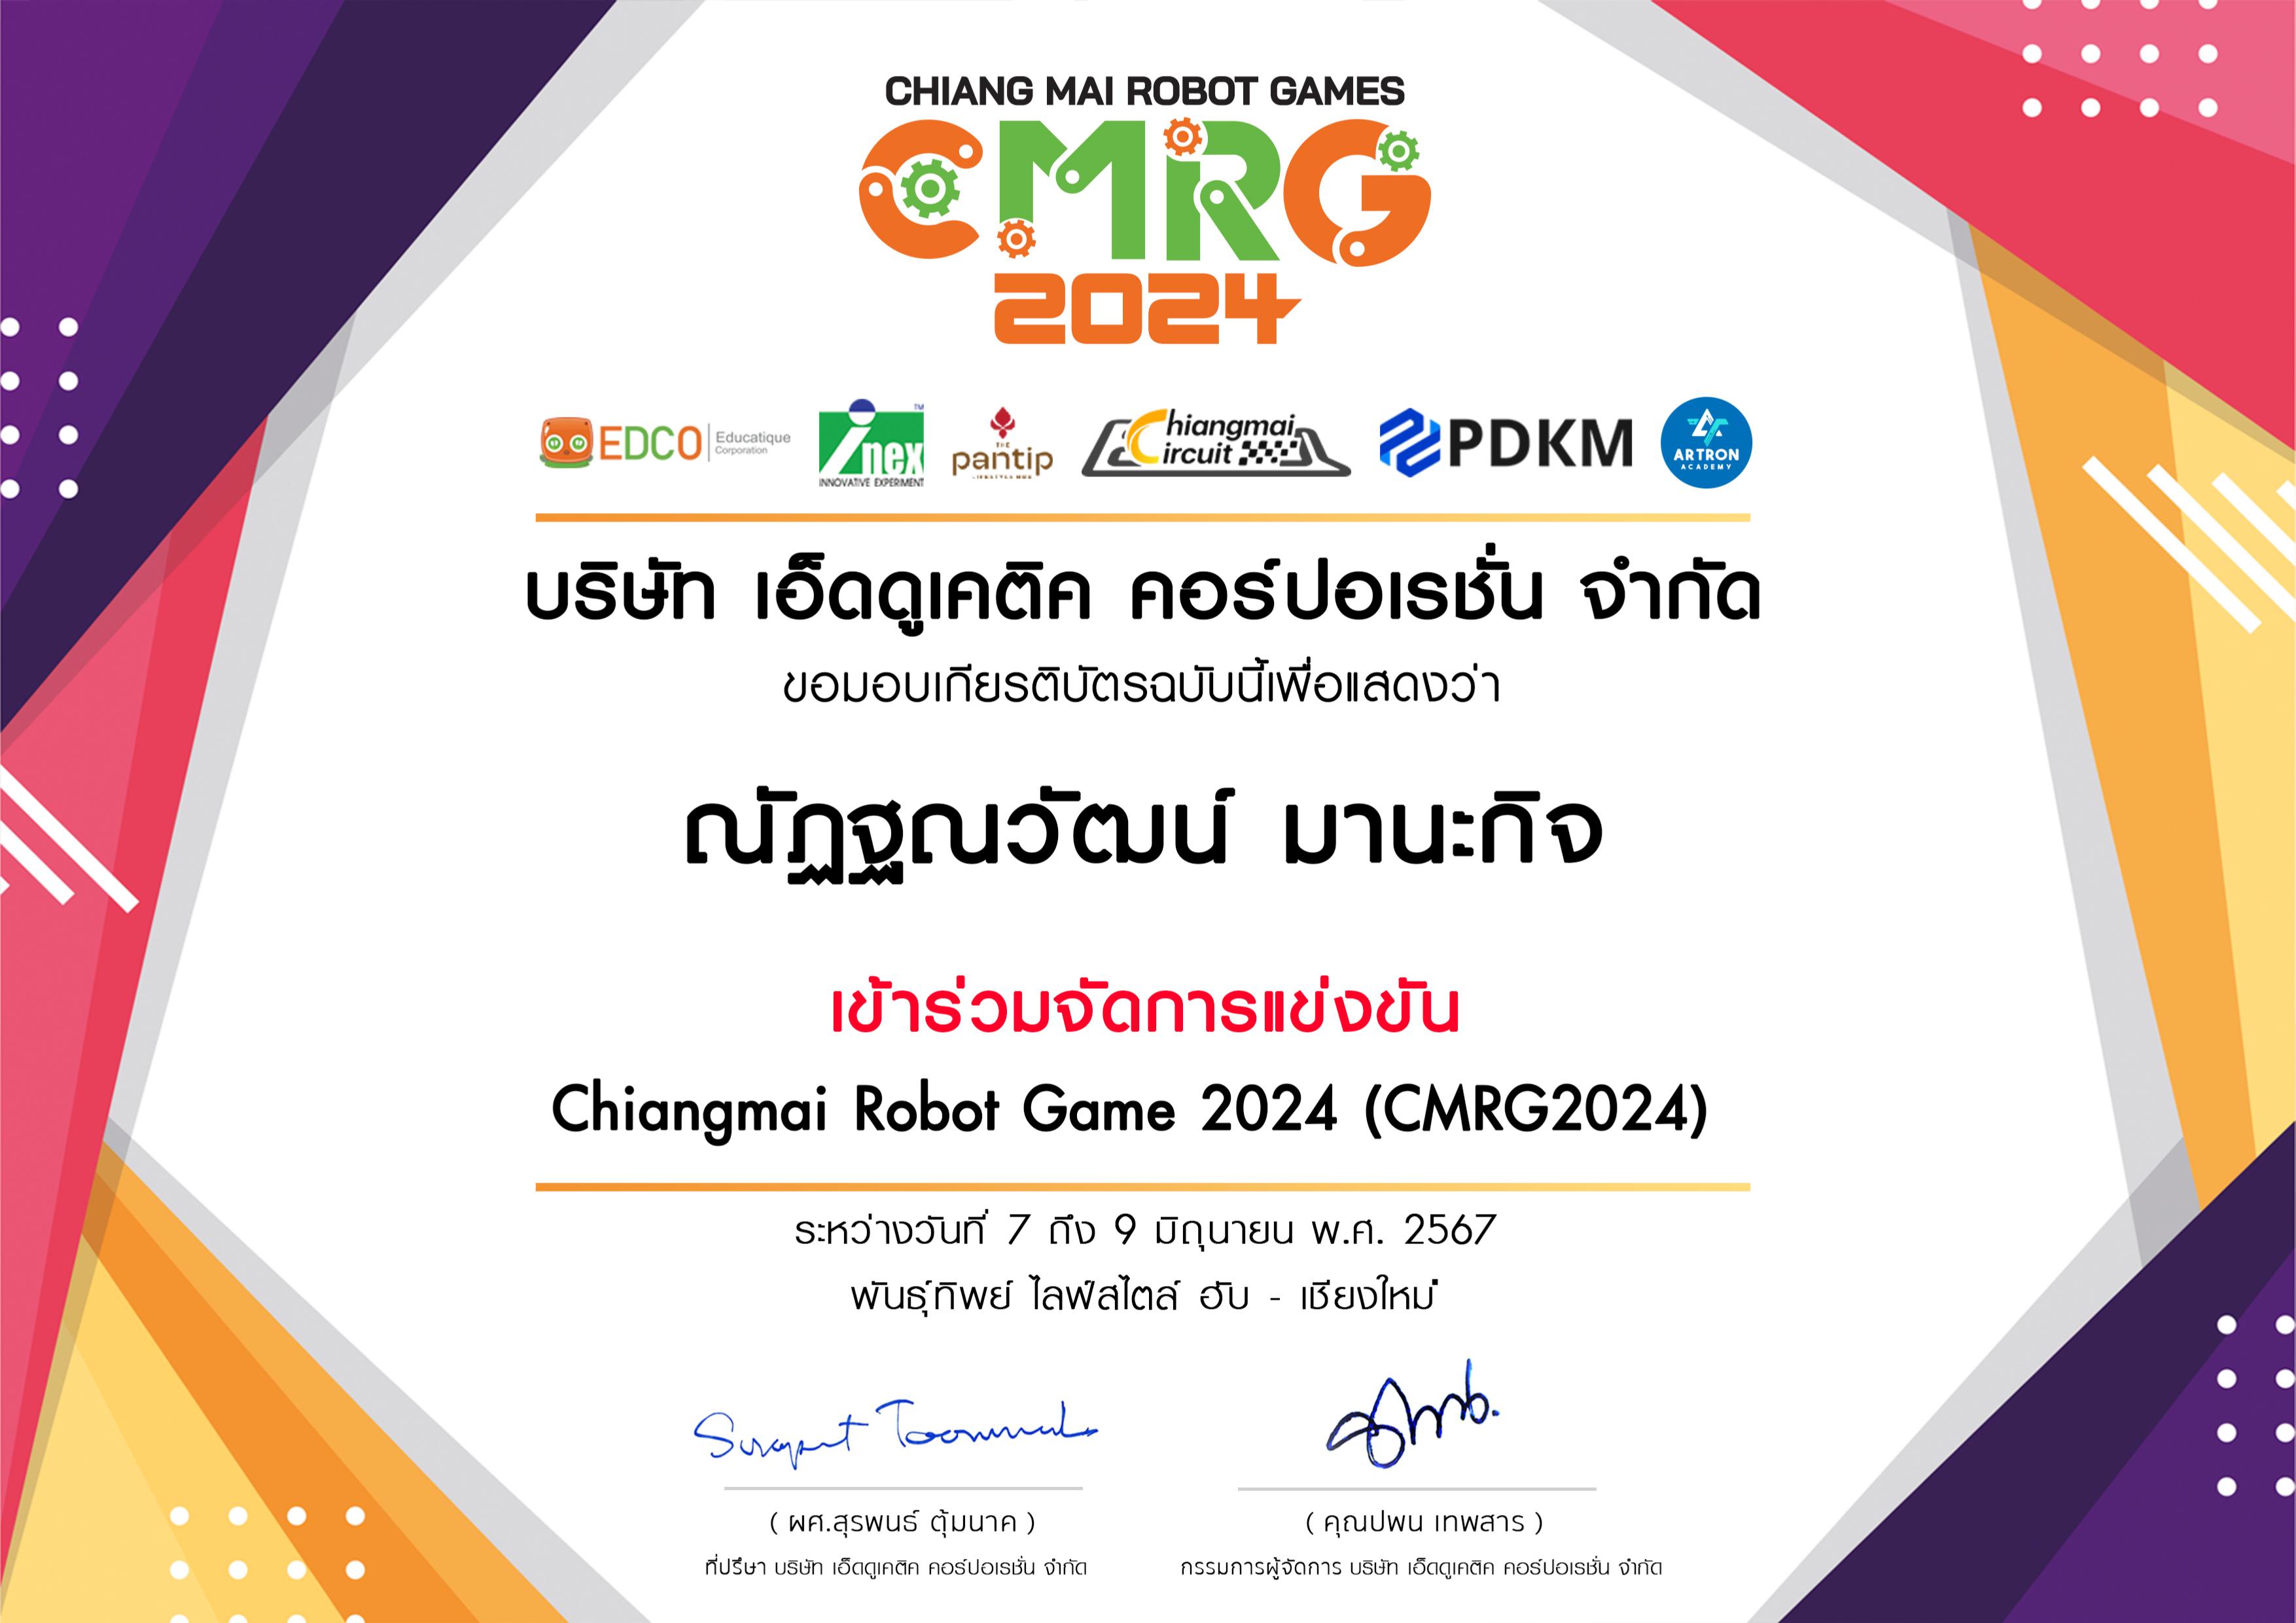 CHIANG MAI ROBOT GAMES
CMRG
2024
EDCO Educatique Corporation
inex TM INNOVATIVE EXPERIMENT
THE pantip LIFESTYLE HUB
Chiangmai Circuit
PDKM
ARTRON ACADEMY
บริษัท เอ็ดดูเคติค คอร์ปอเรชั่น จำกัด
ขอมอบเกียรติบัตรฉบับนี้เพื่อแสดงว่า
ณัฏฐณวัฒน์ มานะกิจ
เข้าร่วมจัดการแข่งขัน
Chiangmai Robot Game 2024 (CMRG2024)
ระหว่างวันที่ 7 ถึง 9 มิถุนายน พ.ศ. 2567
พันธุ์ทิพย์ ไลฟ์สไตล์ ฮับ - เชียงใหม่
( ผศ.สุรพนธ์ ตุ้มนาค ) ( คุณปพน เทพสาร )
ที่ปรึษา บริษัท เอ็ดดูเคติค คอร์ปอเรชั่น จำกัด กรรมการผู้จัดการ บริษัท เอ็ดดูเคติค คอร์ปอเรชั่น จำกัด